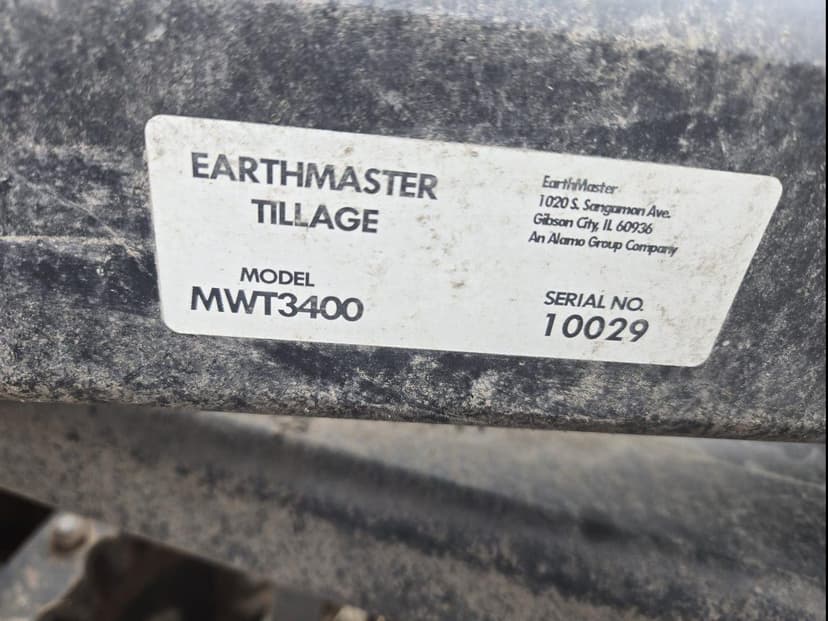 EARTHMASTER
TILLAGE
MODEL
MWT3400
EarthMaster
1020 S. Sangamon Ave.
Gibson City, IL 60936
An Alamo Group Company
SERIAL NO.
10029